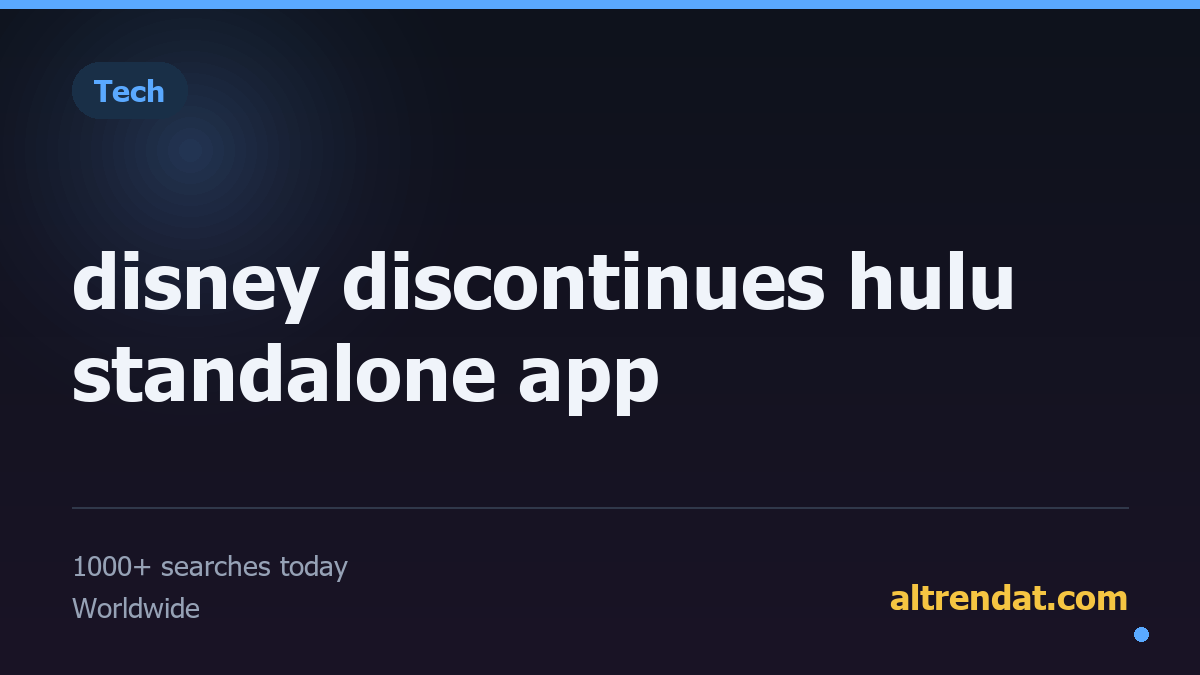 Tech
disney discontinues hulu
standalone app
1000+ searches today
Worldwide
altrendat.com